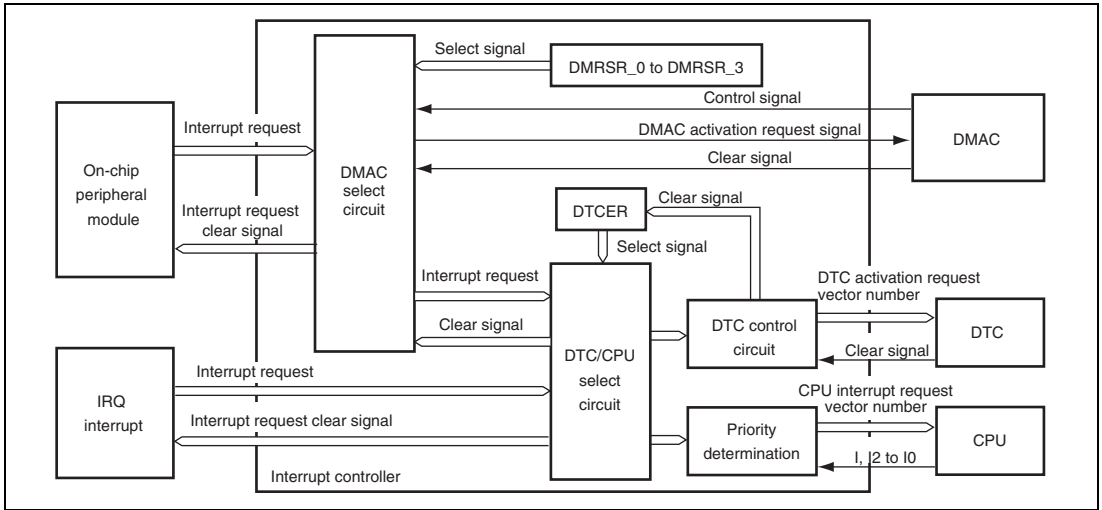 Select signal
DMRSR_0 to DMRSR_3
Control signal
Interrupt request
DMAC activation request signal
DMAC
On-chip
peripheral
module
DMAC
select
circuit
Clear signal
Interrupt request
clear signal
DTCER
Clear signal
Select signal
Interrupt request
DTC activation request
vector number
Clear signal
DTC/CPU
select
circuit
DTC control
circuit
DTC
Clear signal
Interrupt request
IRQ
interrupt
CPU interrupt request
vector number
Interrupt request clear signal
Priority
determination
CPU
I, I2 to I0
Interrupt controller